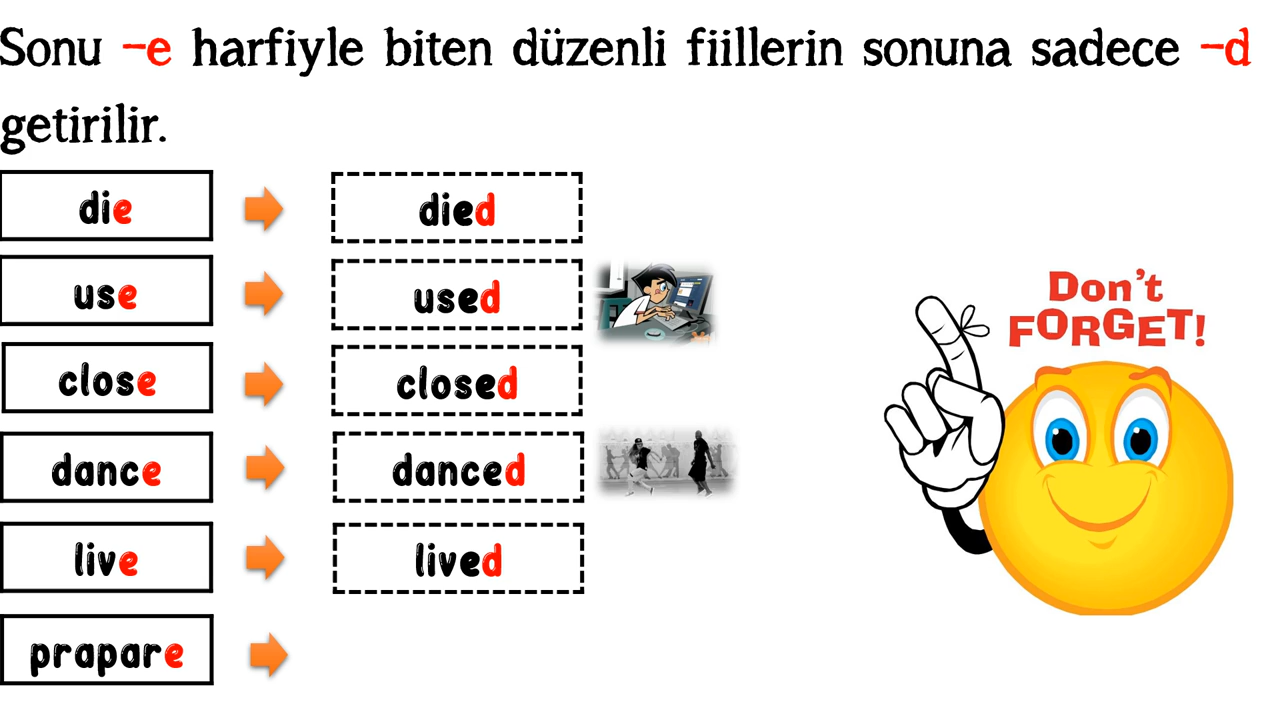 Sonu -e harfiyle biten düzenli fiillerin sonuna sadece -d
getirilir.
die died
use used
close closed
dance danced
live lived
prapare
Don't
FORGET!